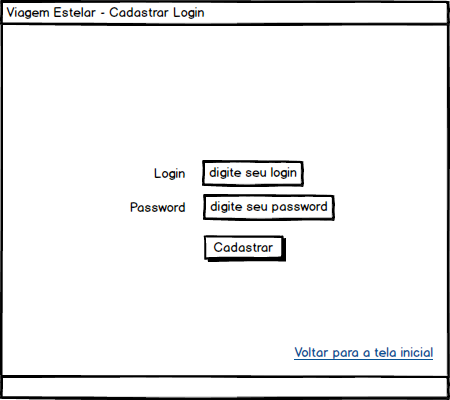 Viagem Estelar - Cadastrar Login
Login digite seu login
Password digite seu password
Cadastrar
Voltar para a tela inicial